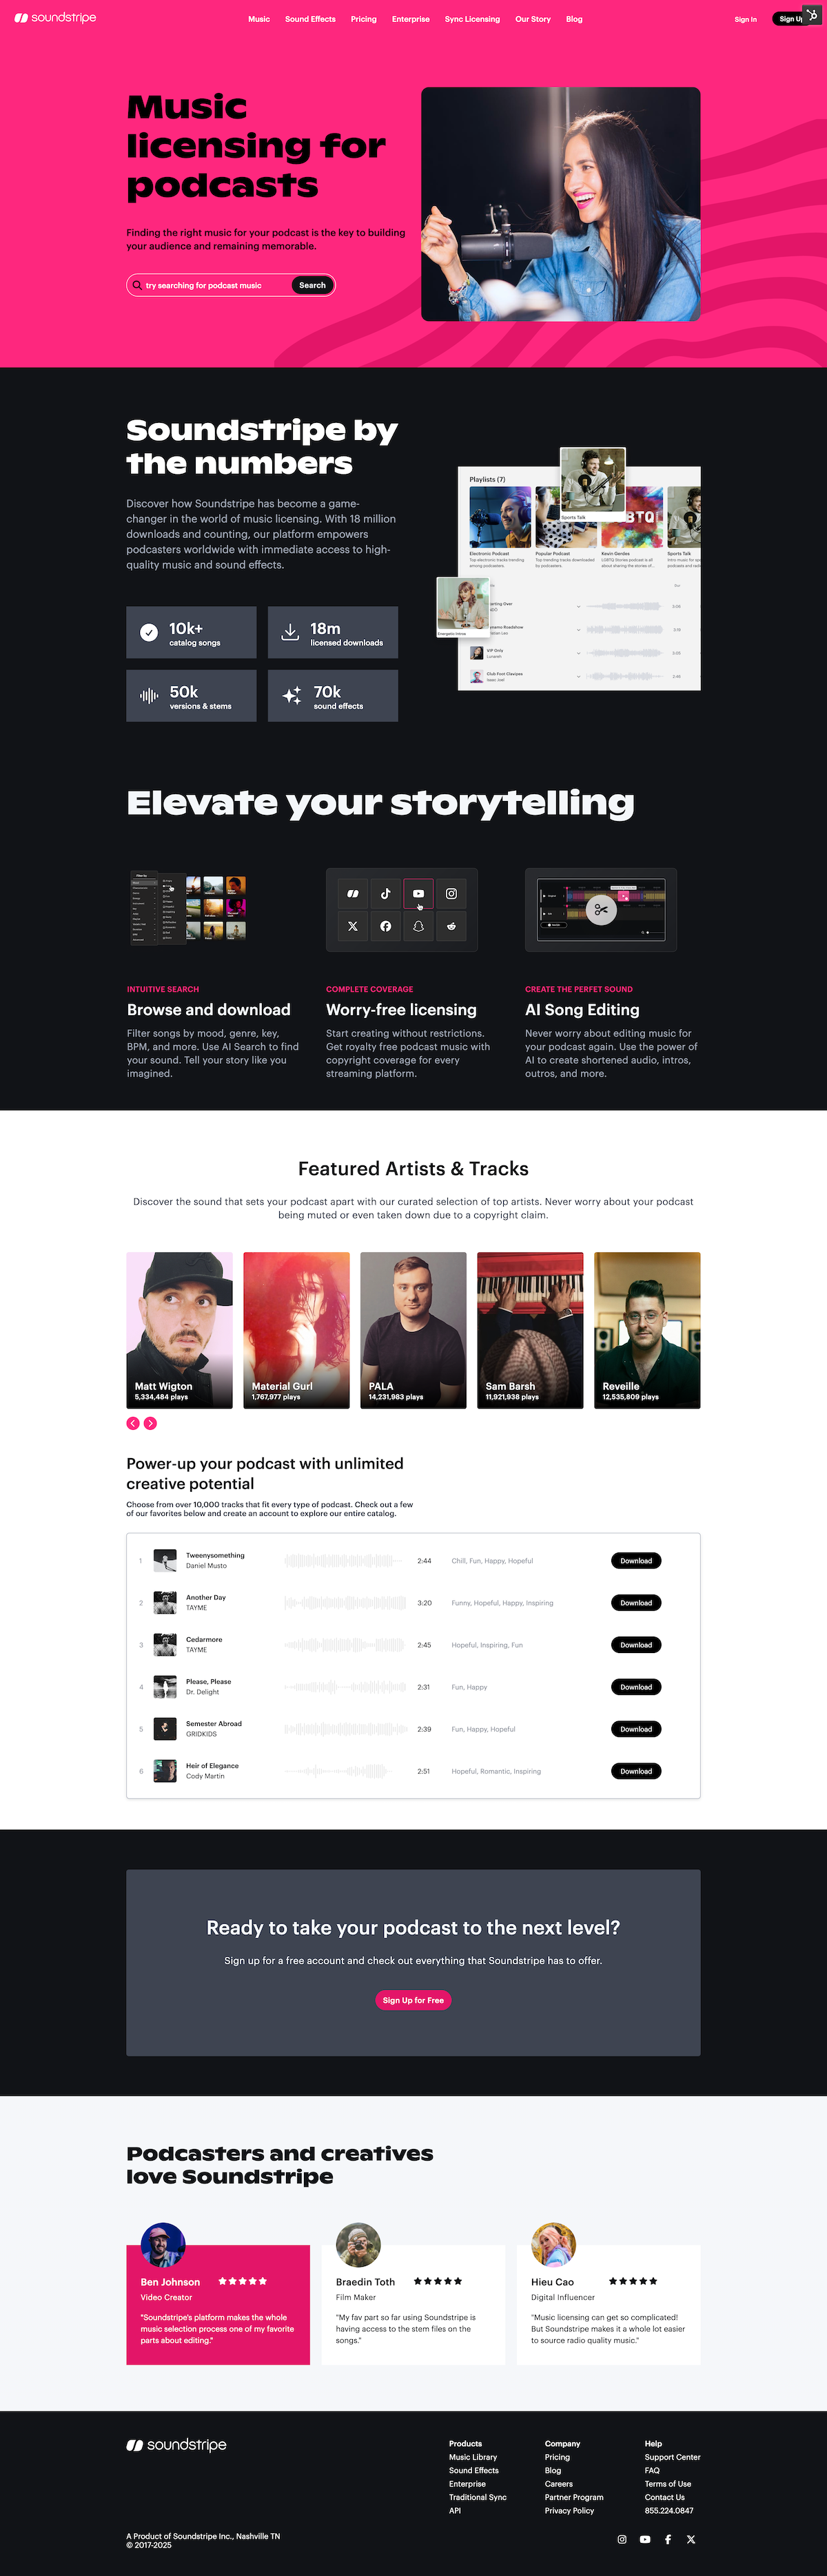 soundstripe
Music Sound Effects Pricing Enterprise Sync Licensing Our Story Blog
Sign In
Music
licensing for
podcasts
Finding the right music for your podcast is the key to building
your audience and remaining memorable.
try searching for podcast music
Search
Soundstripe by
the numbers
Discover how Soundstripe has become a game-
changer in the world of music licensing. With 18 million
downloads and counting, our platform empowers
podcasters worldwide with immediate access to high-
quality music and sound effects.
10k+
catalog songs
18m
licensed downloads
50k
versions & stems
70k
sound effects
Playlists (7)
Sports Talk
Electronic Podcast
Popular Podcast
Kevin Gerdes
Sports Talk
Energetic Intros
VIP Only
Lunareh
Club Foot Clavipex
Isaac Joel
Elevate your storytelling
INTUITIVE SEARCH
Browse and download
Filter songs by mood, genre, key,
BPM, and more. Use AI Search to find
your sound. Tell your story like you
imagined.
COMPLETE COVERAGE
Worry-free licensing
Start creating without restrictions.
Get royalty free podcast music with
copyright coverage for every
streaming platform.
CREATE THE PERFET SOUND
AI Song Editing
Never worry about editing music for
your podcast again. Use the power of
AI to create shortened audio, intros,
outros, and more.
Featured Artists & Tracks
Discover the sound that sets your podcast apart with our curated selection of top artists. Never worry about your podcast
being muted or even taken down due to a copyright claim.
Matt Wigton
5,334,484 plays
Material Gurl
1,767,977 plays
PALA
14,231,983 plays
Sam Barsh
11,921,938 plays
Reveille
12,535,809 plays
Power-up your podcast with unlimited
creative potential
Choose from over 10,000 tracks that fit every type of podcast. Check out a few
of our favorites below and create an account to explore our entire catalog.
1 Tweenysomething 2:44 Chill, Fun, Happy, Hopeful Download
Daniel Musto
2 Another Day 3:20 Funny, Hopeful, Happy, Inspiring Download
TAYME
3 Cedarmore 2:45 Hopeful, Inspiring, Fun Download
TAYME
4 Please, Please 2:31 Fun, Happy Download
Dr. Delight
5 Semester Abroad 2:39 Fun, Happy, Hopeful Download
GRIDKIDS
6 Heir of Elegance 2:51 Hopeful, Romantic, Inspiring Download
Cody Martin
Ready to take your podcast to the next level?
Sign up for a free account and check out everything that Soundstripe has to offer.
Sign Up for Free
Podcasters and creatives
love Soundstripe
Ben Johnson
Video Creator
"Soundstripe's platform makes the whole
music selection process one of my favorite
parts about editing."
Braedin Toth
Film Maker
"My fav part so far using Soundstripe is
having access to the stem files on the
songs."
Hieu Cao
Digital Influencer
"Music licensing can get so complicated!
But Soundstripe makes it a whole lot easier
to source radio quality music."
soundstripe
Products
Music Library
Sound Effects
Enterprise
Traditional Sync
API
Company
Pricing
Blog
Careers
Partner Program
Privacy Policy
Help
Support Center
FAQ
Terms of Use
Contact Us
855.224.0847
A Product of Soundstripe Inc., Nashville TN
© 2017-2025